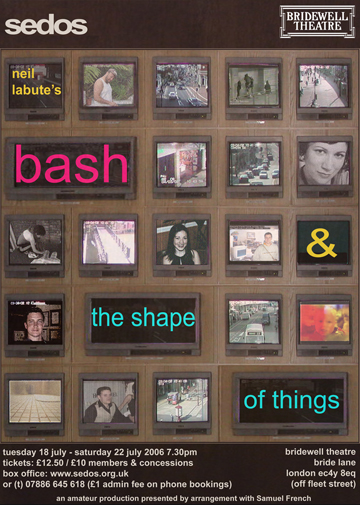 sedos
BRIDEWELL
THEATRE
neil
labute's
bash
&
the shape
of things
tuesday 18 july - saturday 22 july 2006 7.30pm
tickets: £12.50 / £10 members & concessions
box office: www.sedos.org.uk
or (t) 07886 645 618 (£1 admin fee on phone bookings)
bridewell theatre
bride lane
london ec4y 8eq
(off fleet street)
an amateur production presented by arrangement with Samuel French